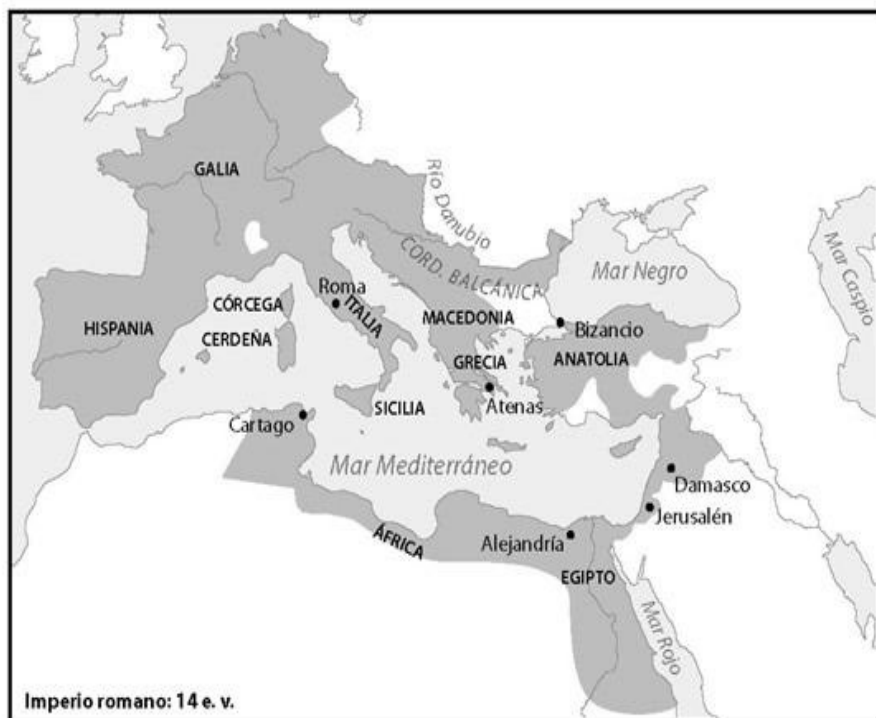 GALIA
Río Danubio
CORD. BALCÁNICA
Mar Negro
Mar Caspio
HISPANIA
CÓRCEGA
CERDEÑA
Roma
ITALIA
MACEDONIA
Bizancio
GRECIA
ANATOLIA
SICILIA
Atenas
Cartago
Mar Mediterráneo
Damasco
Jerusalén
ÁFRICA
Alejandría
EGIPTO
Mar Rojo
Imperio romano: 14 e. v.